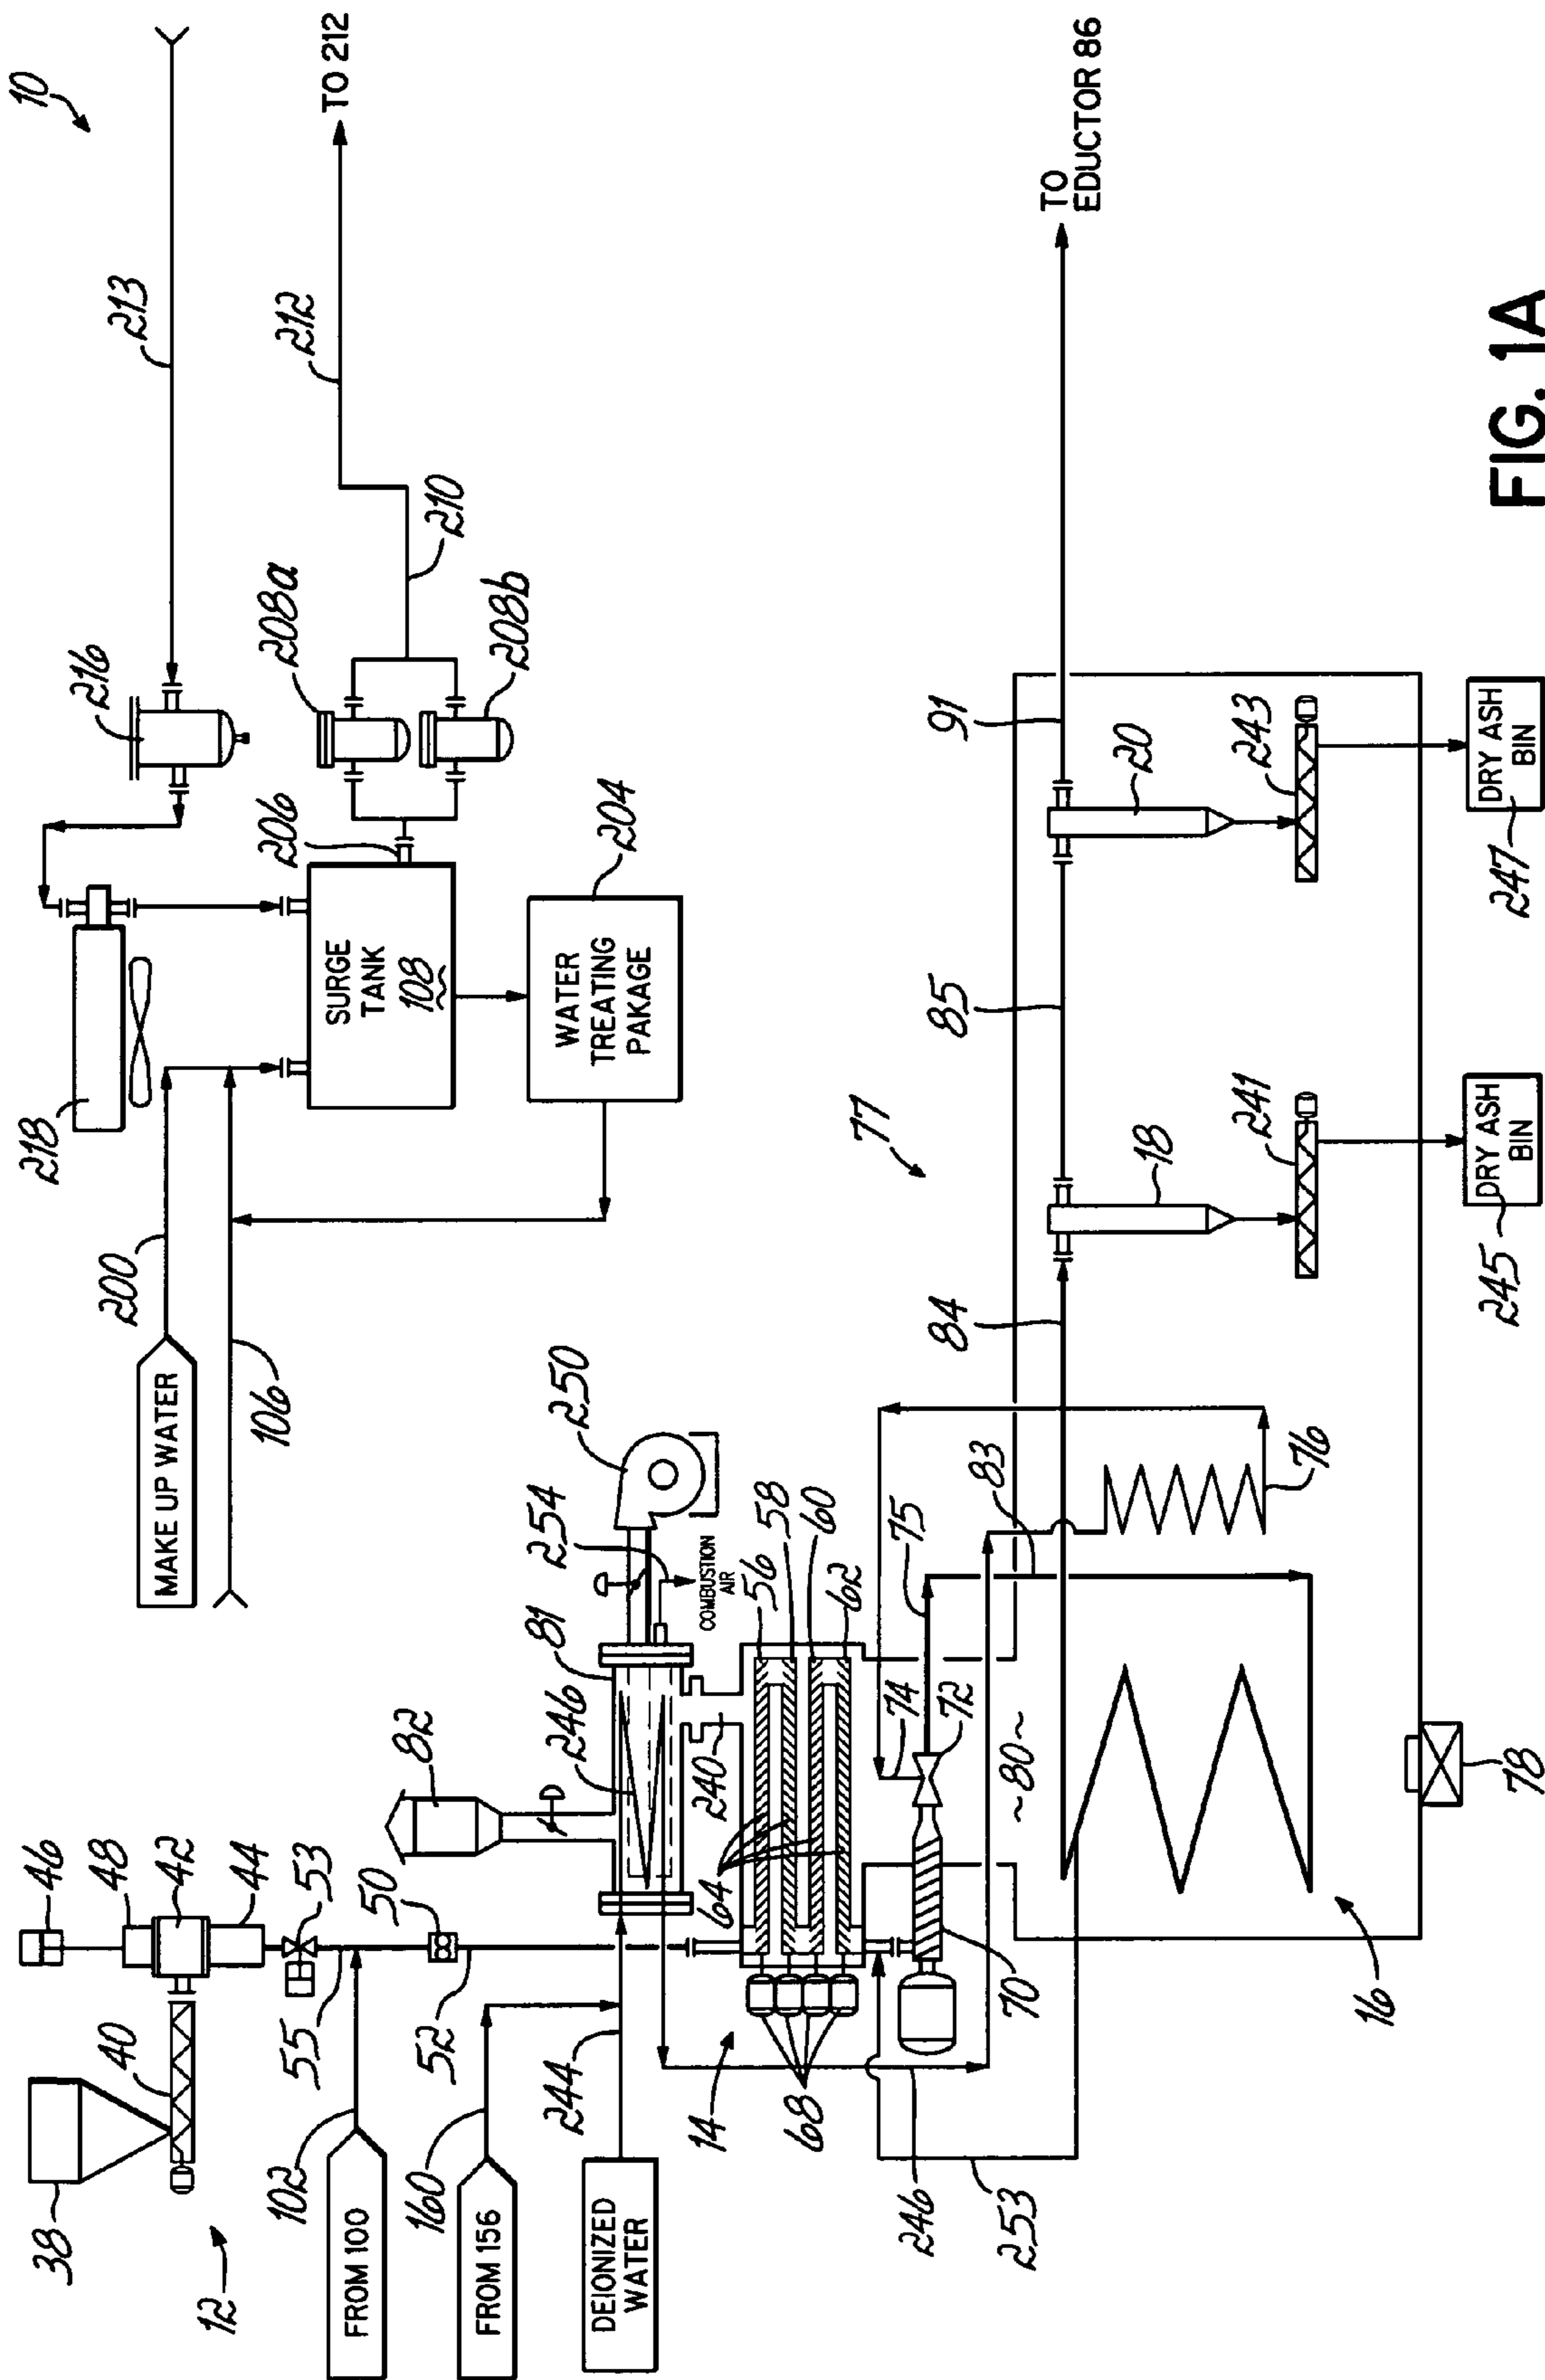 10
213
TO 212
212
216
210
208a
208b
206
218
SURGE
TANK
108
204
WATER
TREATING
PAKAGE
200
MAKE UP WATER
106
46
48
42
44
53
50
40
55
52
38
12
102
FROM 100
160
FROM 156
244
DEIONIZED
WATER
82
81
246
254
250
COMBUSTION
AIR
240
56
58
60
62
64
68
14
246
253
70
72
74
75
83
76
~80~
78
16
77
84
18
85
20
91
TO
EDUCTOR 86
241
243
DRY ASH
BIN
245
DRY ASH
BIN
247
FIG. 1A